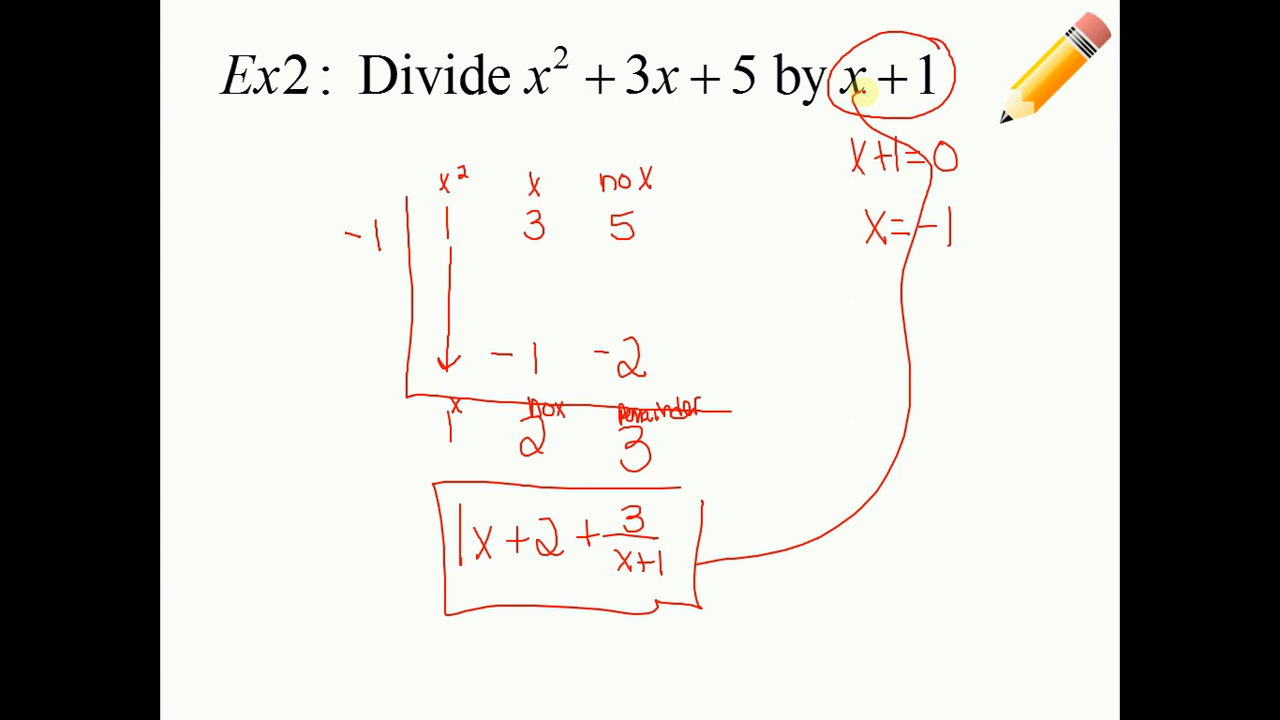 Ex2: Divide x² + 3x + 5 by x + 1
x+1=0
x² x no x
-1 1 3 5
x=-1
-1 -2
x no x remainder
1 2 3
1x+2+3/(x+1)